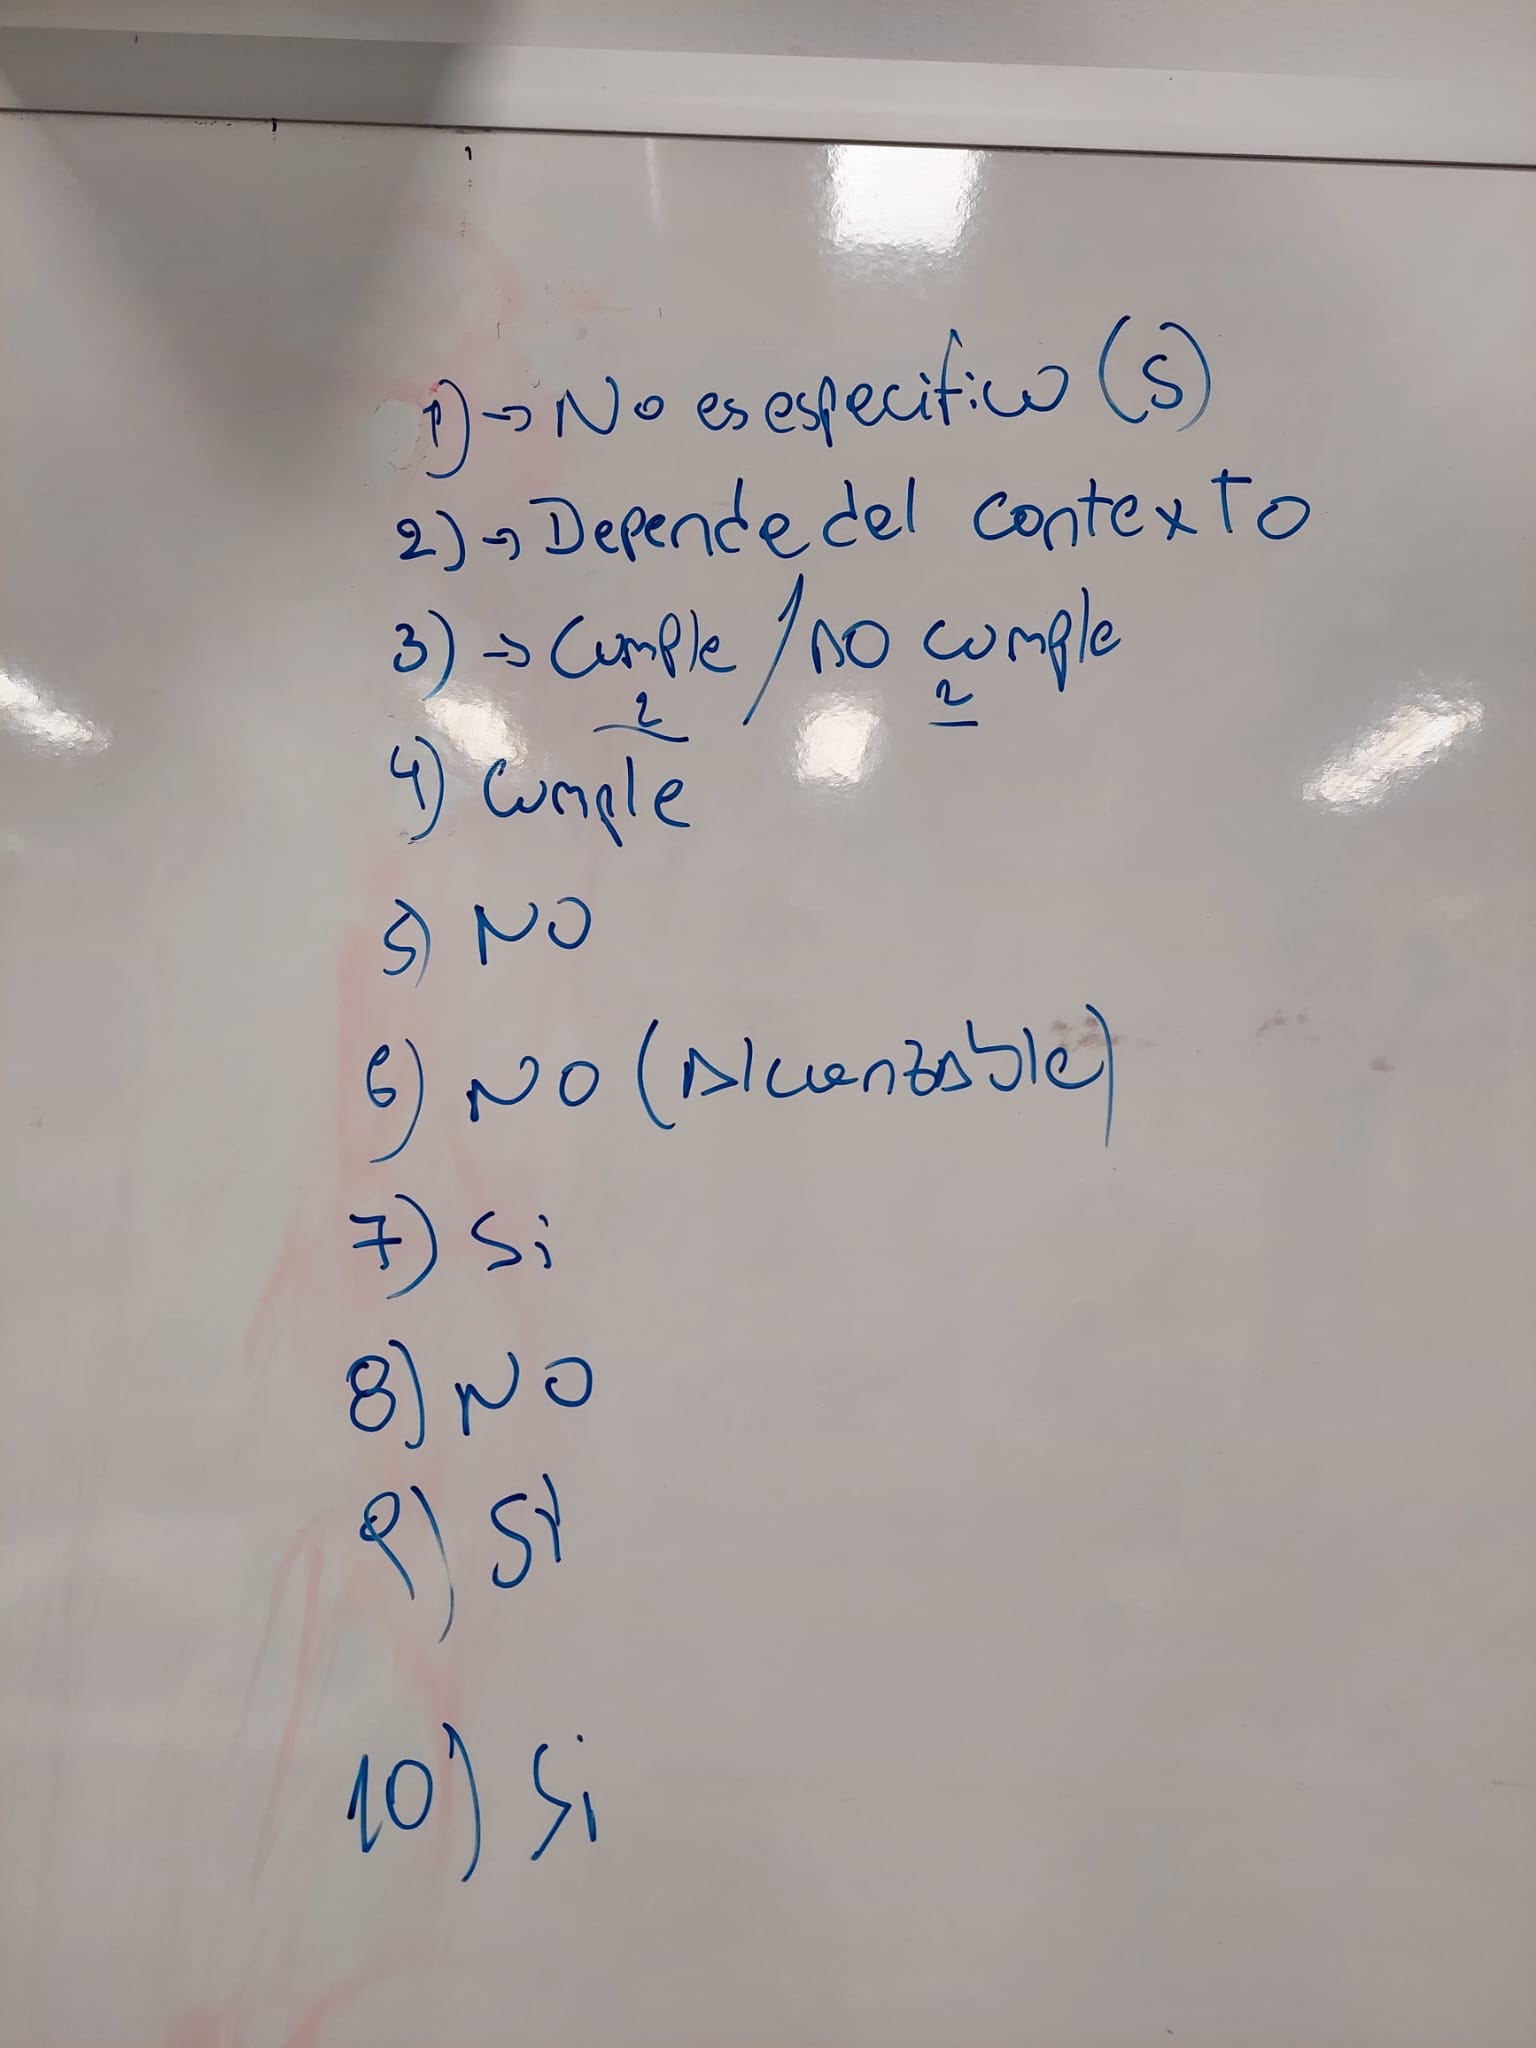 1) → No es especifico (S)
2) → Depende del contexto
3) → Cumple / NO cumple
2 2
4) Cumple
5) NO
6) NO (Alcanzable)
7) Si
8) NO
9) SI
10) Si